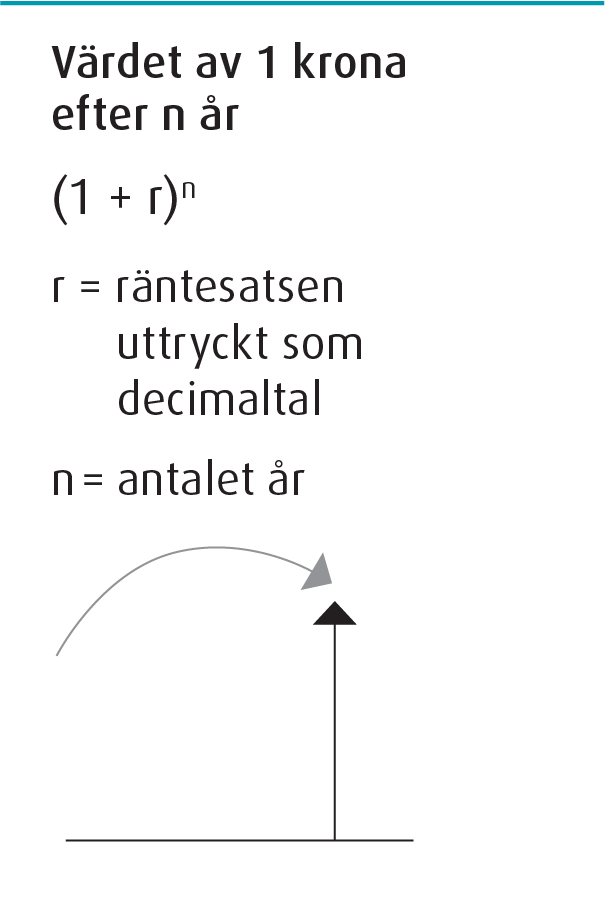 Värdet av 1 krona
efter n år
(1 + r)ⁿ
r = räntesatsen
uttryckt som
decimaltal
n = antalet år